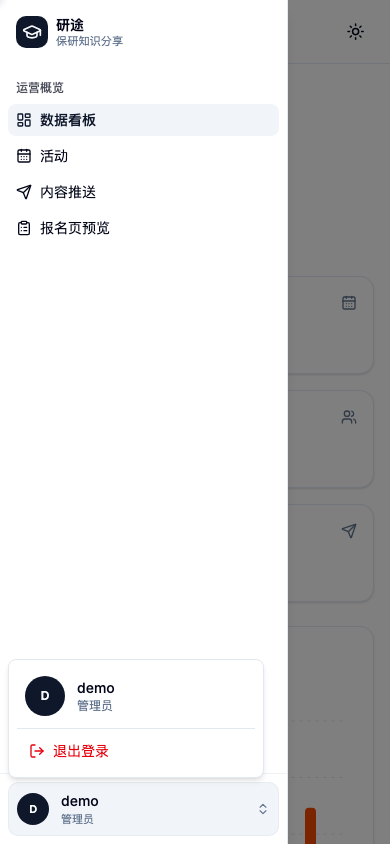 研途
保研知识分享
运营概览
数据看板
活动
内容推送
报名页预览
D
demo
管理员
退出登录
D
demo
管理员